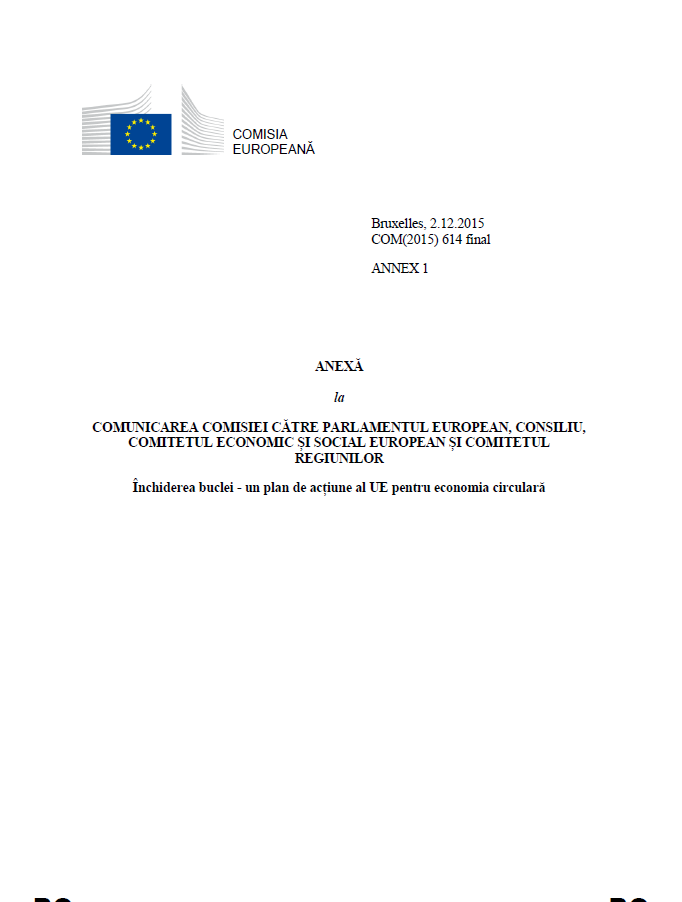 COMISIA
EUROPEANĂ
Bruxelles, 2.12.2015
COM(2015) 614 final
ANNEX 1
ANEXĂ
la
COMUNICAREA COMISIEI CĂTRE PARLAMENTUL EUROPEAN, CONSILIU,
COMITETUL ECONOMIC ȘI SOCIAL EUROPEAN ȘI COMITETUL
REGIUNILOR
Închiderea buclei - un plan de acțiune al UE pentru economia circulară